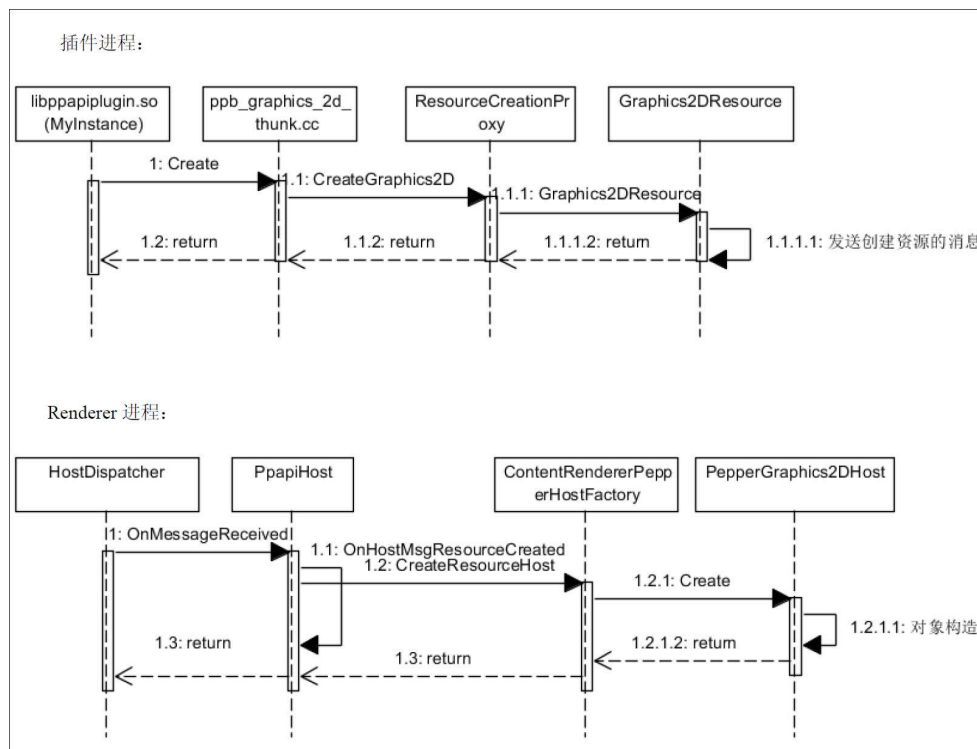 插件进程：
libppapiplugin.so
(MyInstance)
ppb_graphics_2d_
thunk.cc
ResourceCreationPr
oxy
Graphics2DResource
1: Create
1.1: CreateGraphics2D
1.1.1: Graphics2DResource
1.2: return
1.1.2: return
1.1.1.2: return
1.1.1.1: 发送创建资源的消息
Renderer 进程：
HostDispatcher
PpapiHost
ContentRendererPepp
erHostFactory
PepperGraphics2DHost
1: OnMessageReceived
1.1: OnHostMsgResourceCreated
1.2: CreateResourceHost
1.2.1: Create
1.2.1.1: 对象构造
1.3: return
1.3: return
1.2.1.2: return